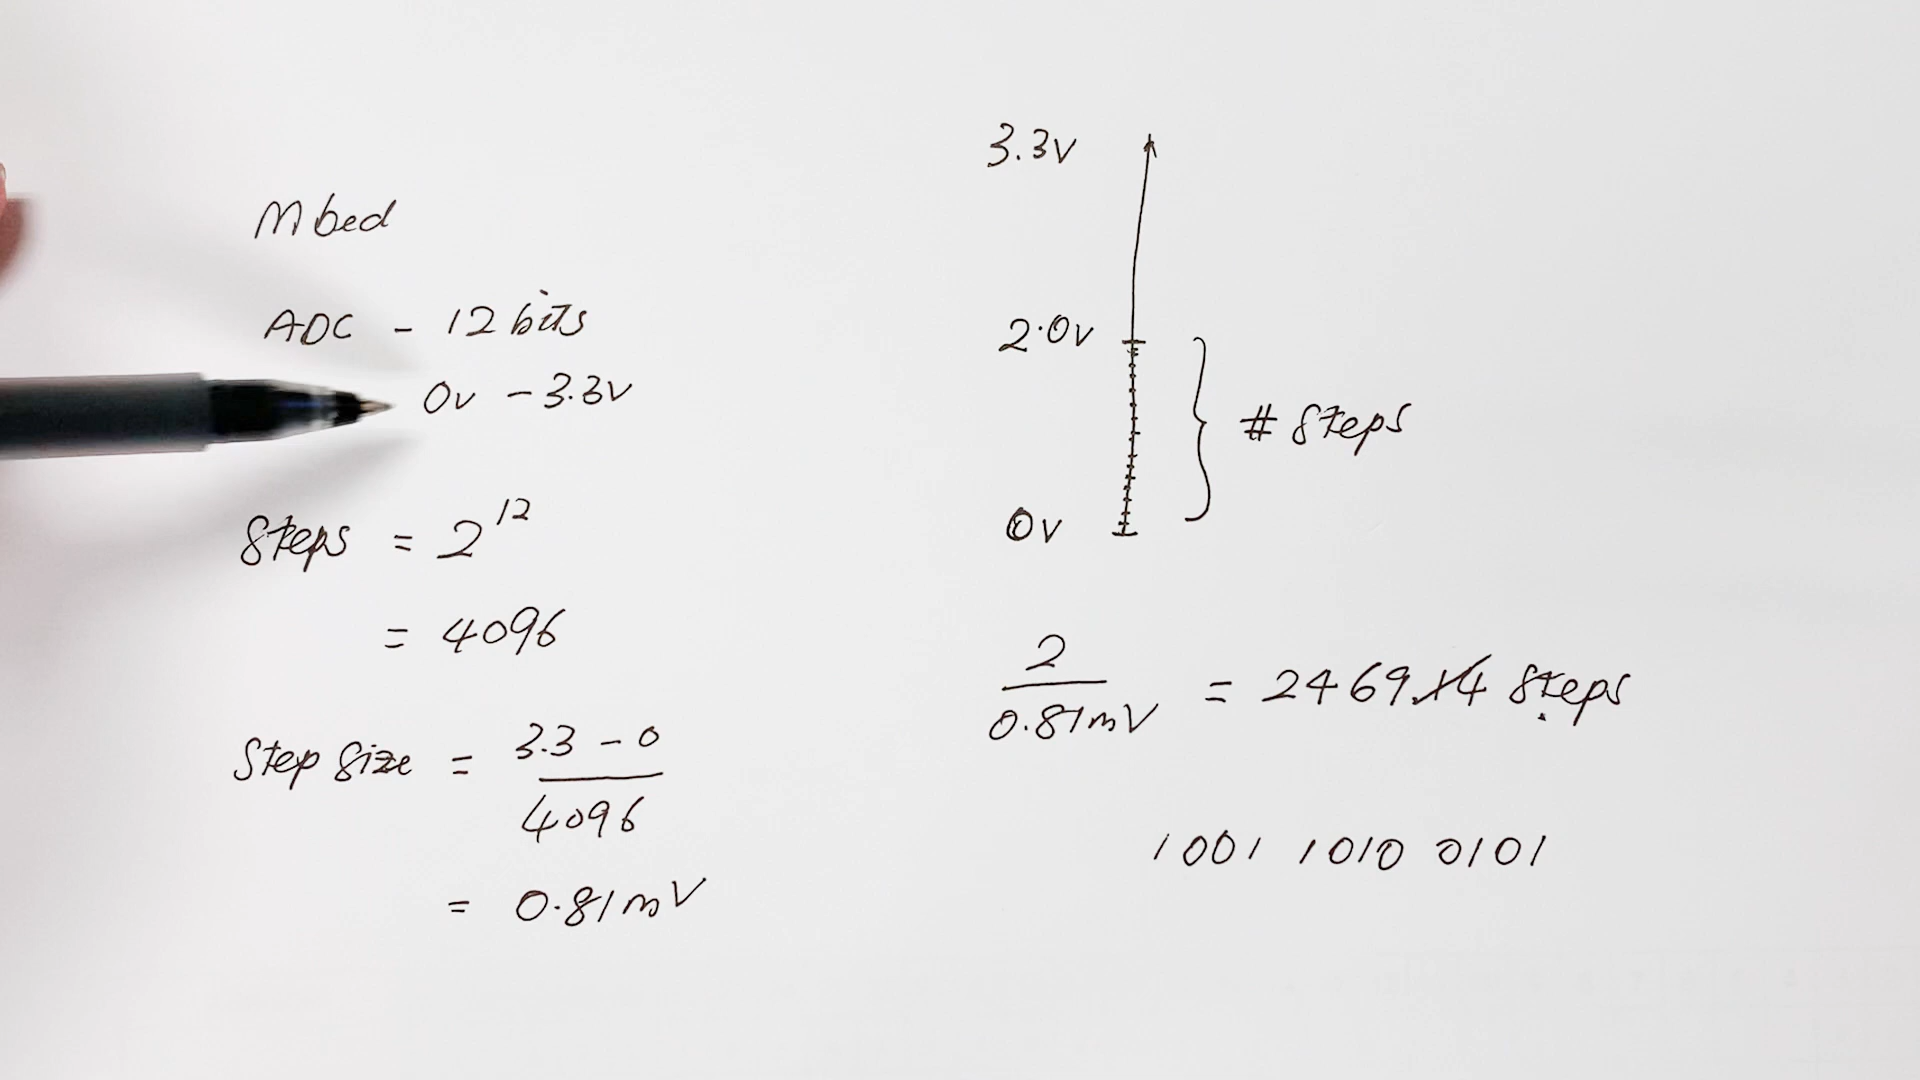 Mbed
ADC - 12 bits
0v - 3.3v
Steps = 2^12
= 4096
Step Size = 3.3 - 0
4096
= 0.81mV
3.3v
2.0v
# Steps
0v
2
0.81mV
= 2469.14 Steps
1001 1010 0101